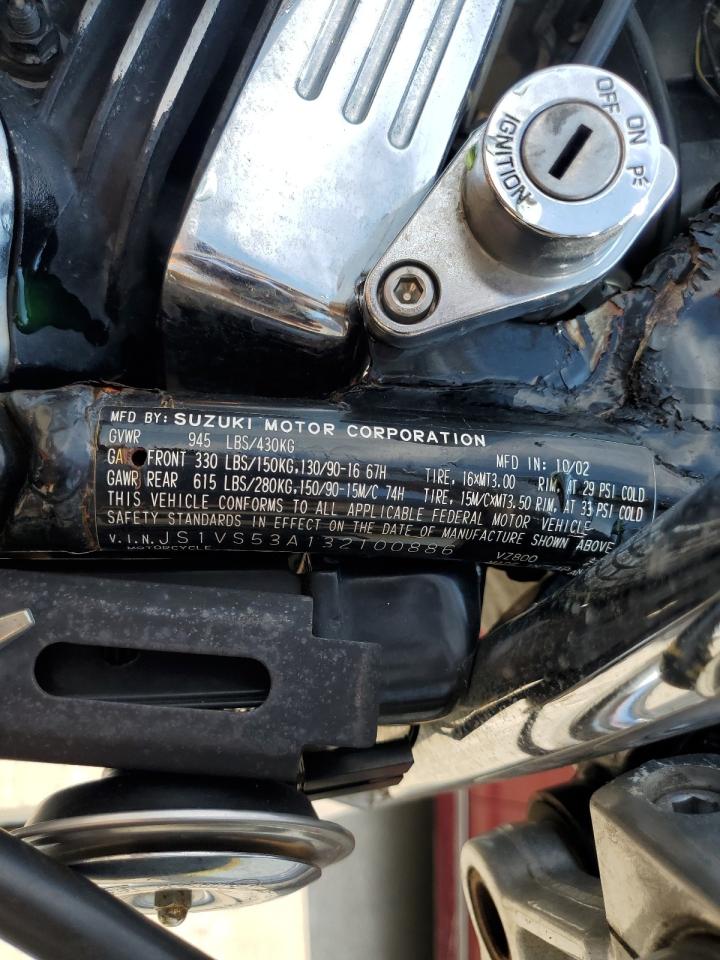 OFF ON P
IGNITION
MFD BY: SUZUKI MOTOR CORPORATION
GVWR 945 LBS/430KG MFD IN: 10/02
FRONT 330 LBS/150KG,130/90-16 67H TIRE, 16xMT3.00 RIM, AT 29 PSI COLD
GAWR REAR 615 LBS/280KG,150/90-15M/C 74H TIRE, 15M/CxMT3.50 RIM, AT 33 PSI COLD
THIS VEHICLE CONFORMS TO ALL APPLICABLE FEDERAL MOTOR VEHICLE
SAFETY STANDARDS IN EFFECT ON THE DATE OF MANUFACTURE SHOWN ABOVE
V.I.N. JS1VS53A132100886 VZ800
MOTORCYCLE